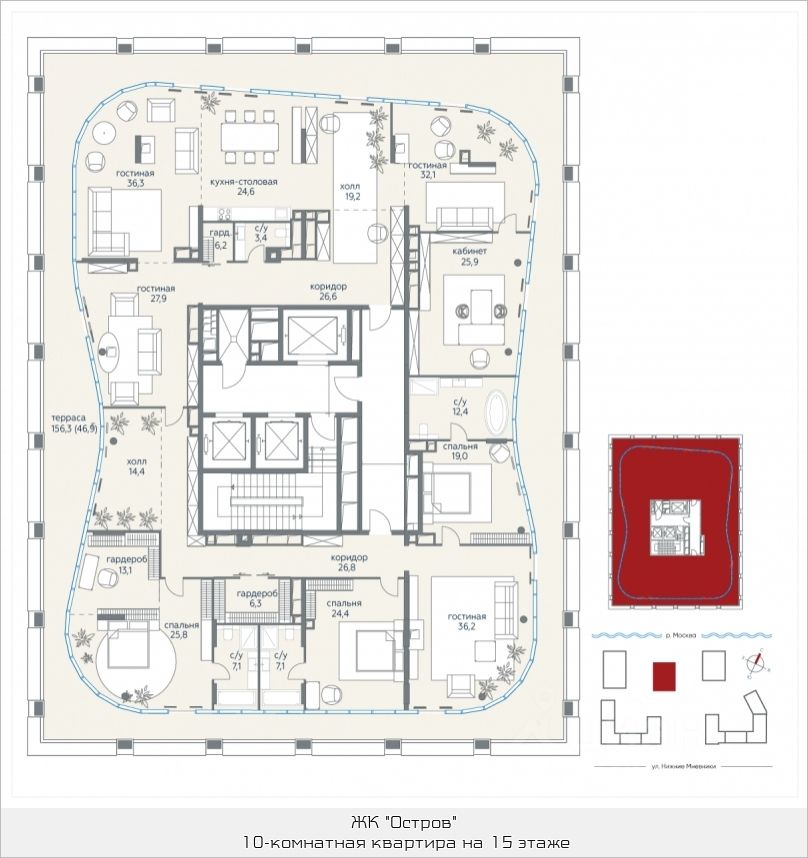 гостиная
36,3
кухня-столовая
24,6
холл
19,2
гостиная
32,1
гард.
6,2
с/у
3,4
кабинет
25,9
гостиная
27,9
коридор
26,6
с/у
12,4
терраса
156,3 (46,9)
холл
14,4
спальня
19,0
гардероб
13,1
коридор
26,8
гардероб
6,3
спальня
24,4
гостиная
36,2
спальня
25,8
с/у
7,1
с/у
7,1
р. Москва
С
ул. Нижние Мневники
ЖК "Остров"
10-комнатная квартира на 15 этаже